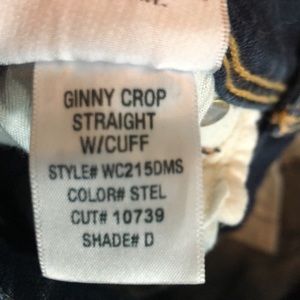 GINNY CROP
STRAIGHT
W/CUFF
STYLE# WC215DMS
COLOR# STEL
CUT# 10739
SHADE# D